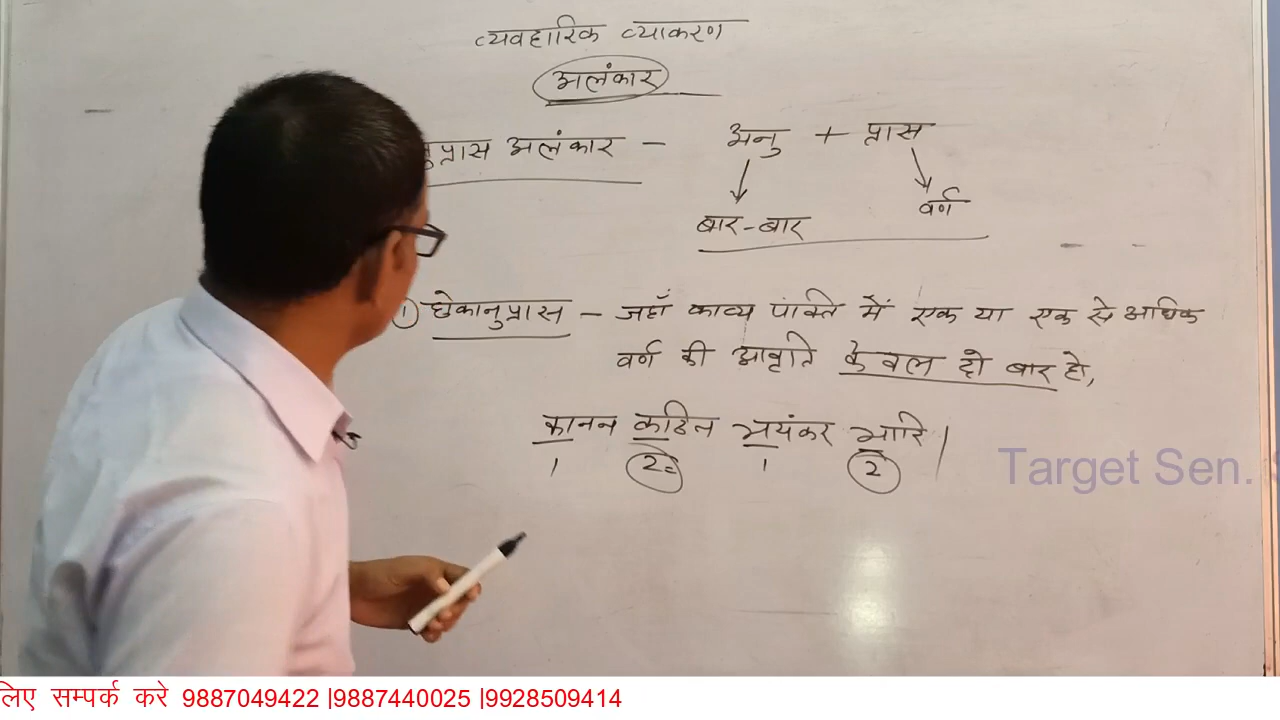 व्यवहारिक व्याकरण
अलंकार
नुप्रास अलंकार - अनु + प्रास
बार-बार वर्ण
1) छेकानुप्रास - जहाँ काव्य पंक्ति में एक या एक से अधिक
वर्ण की आवृति केवल दो बार हो,
कानन कठिन भयंकर भारि|
1 2= 1 2
Target Sen.
लिए सम्पर्क करे 9887049422 |9887440025 |9928509414